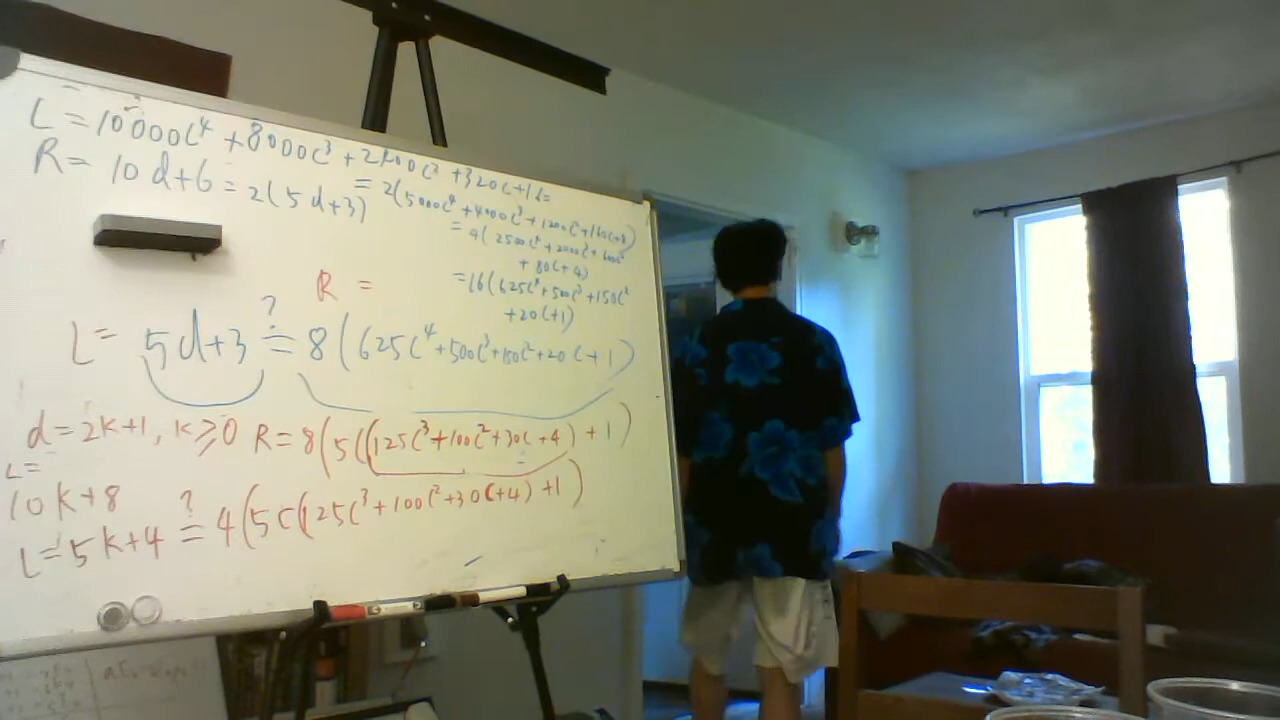 L = 10000c⁴ + 8000c³ + 2400c² + 320c + 16 =
R = 10d+6 = 2(5d+3)
= 2(5000c⁴ + 4000c³ + 1200c² + 160c + 8)
= 4(2500c⁴ + 2000c³ + 600c²
+ 80c + 4)
= 16(625c⁴ + 500c³ + 150c²
+ 20c + 1)
R =
L = 5d+3 ≟ 8(625c⁴ + 500c³ + 150c² + 20c + 1)
d = 2k+1, k ⩾ 0 R = 8(5c(125c³ + 100c² + 30c + 4) + 1)
L =
10k+8
L = 5k+4 ≟ 4(5c(125c³ + 100c² + 30c + 4) + 1)